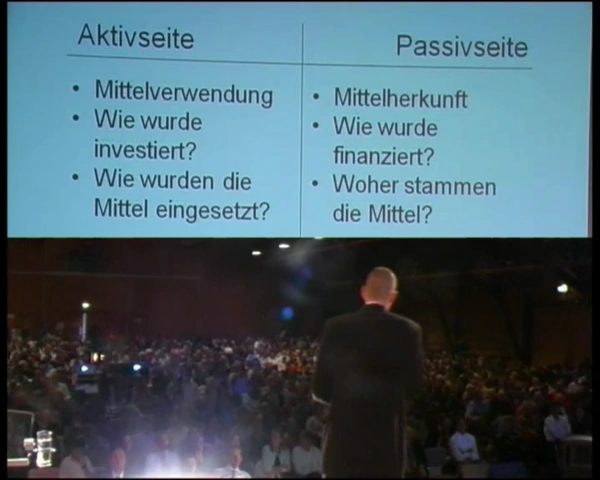 Aktivseite
Passivseite
• Mittelverwendung
• Wie wurde
investiert?
• Wie wurden die
Mittel eingesetzt?
• Mittelherkunft
• Wie wurde
finanziert?
• Woher stammen
die Mittel?